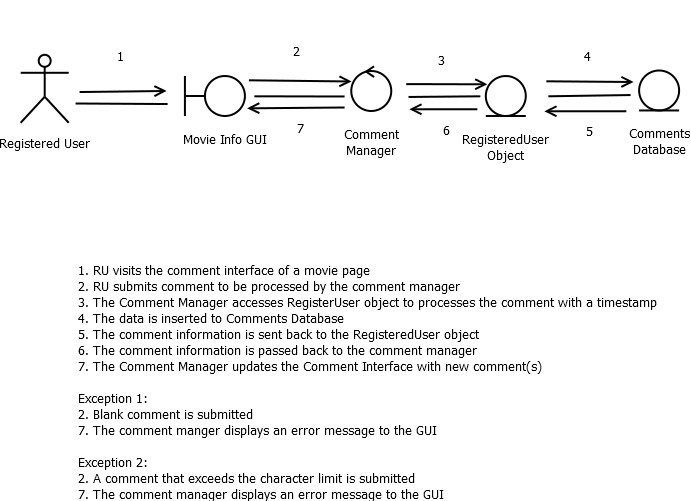 1
2
3
4
7
6
5
Registered User
Movie Info GUI
Comment
Manager
RegisteredUser
Object
Comments
Database
1. RU visits the comment interface of a movie page
2. RU submits comment to be processed by the comment manager
3. The Comment Manager accesses RegisterUser object to processes the comment with a timestamp
4. The data is inserted to Comments Database
5. The comment information is sent back to the RegisteredUser object
6. The comment information is passed back to the comment manager
7. The Comment Manager updates the Comment Interface with new comment(s)
Exception 1:
2. Blank comment is submitted
7. The comment manger displays an error message to the GUI
Exception 2:
2. A comment that exceeds the character limit is submitted
7. The comment manager displays an error message to the GUI